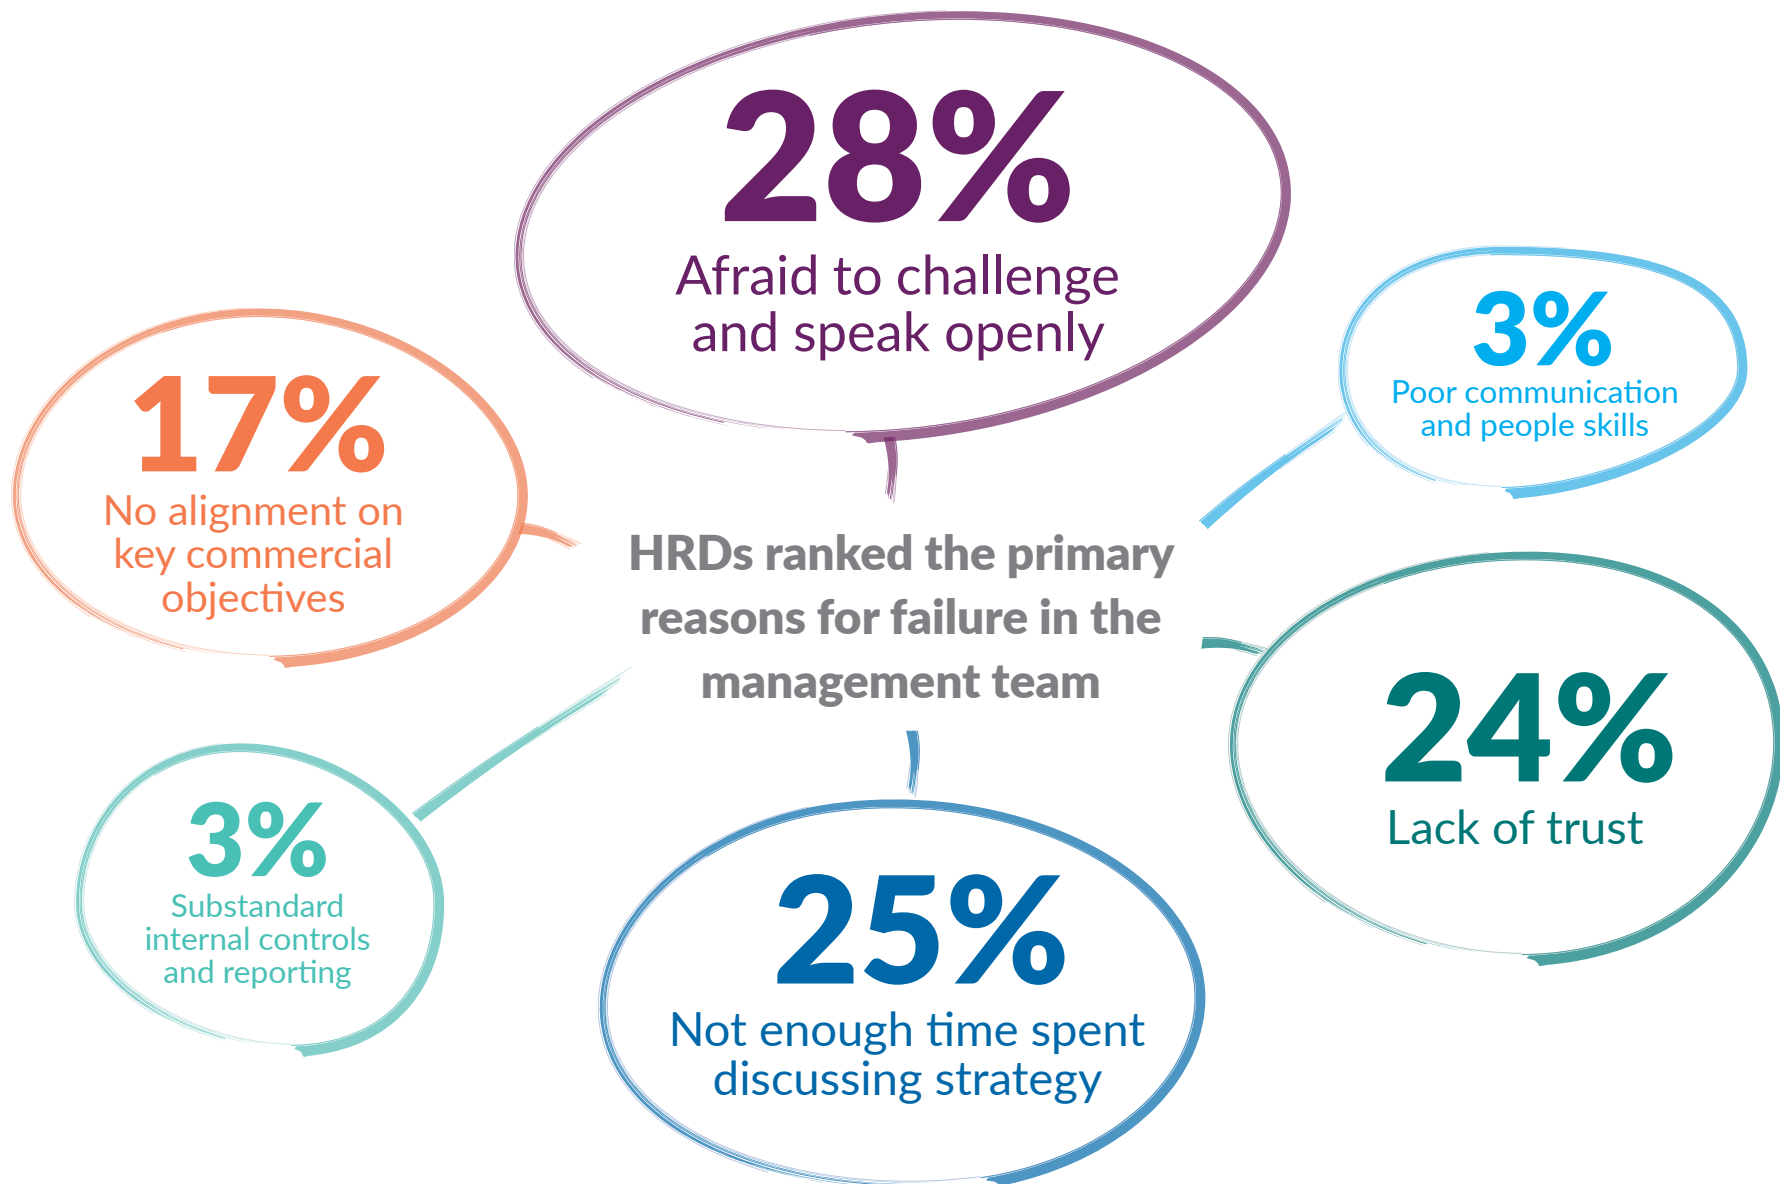 28%
Afraid to challenge
and speak openly
3%
Poor communication
and people skills
17%
No alignment on
key commercial
objectives
HRDs ranked the primary
reasons for failure in the
management team
24%
Lack of trust
3%
Substandard
internal controls
and reporting
25%
Not enough time spent
discussing strategy